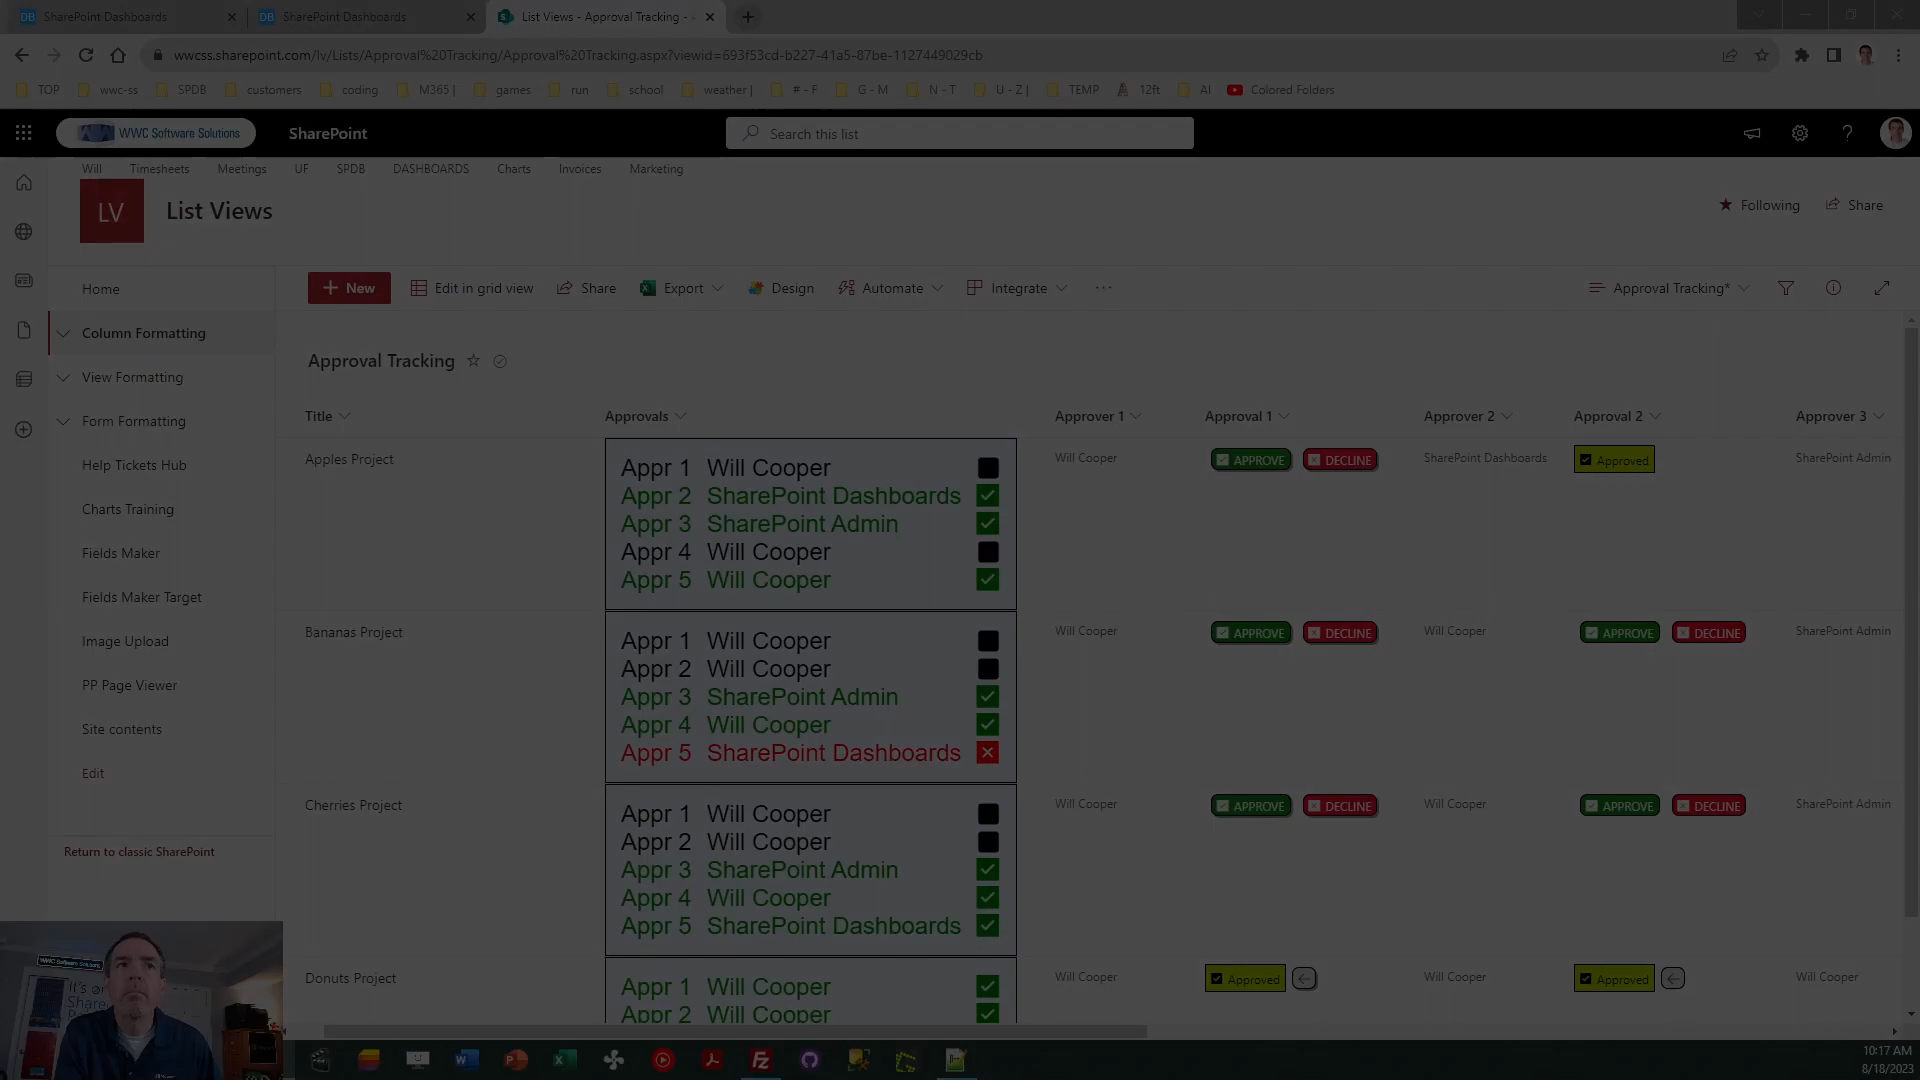 SharePoint Dashboards
SharePoint Dashboards
List Views - Approval Tracking -
wwcss.sharepoint.com/lv/Lists/Approval%20Tracking/Approval%20Tracking.aspx?viewid=693f53cd-b227-41a5-87be-1127449029cb
TOP wwc-ss SPDB customers coding M365 | games run school weather | # - F G - M N - T U - Z | TEMP 12ft AI Colored Folders
WWC Software Solutions SharePoint Search this list
Will Timesheets Meetings UF SPDB DASHBOARDS Charts Invoices Marketing
LV List Views Following Share
Home
Column Formatting
View Formatting
Form Formatting
Help Tickets Hub
Charts Training
Fields Maker
Fields Maker Target
Image Upload
PP Page Viewer
Site contents
Edit
Return to classic SharePoint
New Edit in grid view Share Export Design Automate Integrate ... Approval Tracking*
Approval Tracking
Title Approvals Approver 1 Approval 1 Approver 2 Approval 2 Approver 3
Apples Project
Appr 1 Will Cooper
Appr 2 SharePoint Dashboards
Appr 3 SharePoint Admin
Appr 4 Will Cooper
Appr 5 Will Cooper
Will Cooper APPROVE DECLINE SharePoint Dashboards Approved SharePoint Admin
Bananas Project
Appr 1 Will Cooper
Appr 2 Will Cooper
Appr 3 SharePoint Admin
Appr 4 Will Cooper
Appr 5 SharePoint Dashboards
Will Cooper APPROVE DECLINE Will Cooper APPROVE DECLINE SharePoint Admin
Cherries Project
Appr 1 Will Cooper
Appr 2 Will Cooper
Appr 3 SharePoint Admin
Appr 4 Will Cooper
Appr 5 SharePoint Dashboards
Will Cooper APPROVE DECLINE Will Cooper APPROVE DECLINE SharePoint Admin
Donuts Project
Appr 1 Will Cooper
Appr 2 Will Cooper
Will Cooper Approved Will Cooper Approved Will Cooper
WWC Software Solutions
It's
10:17 AM
8/18/2023